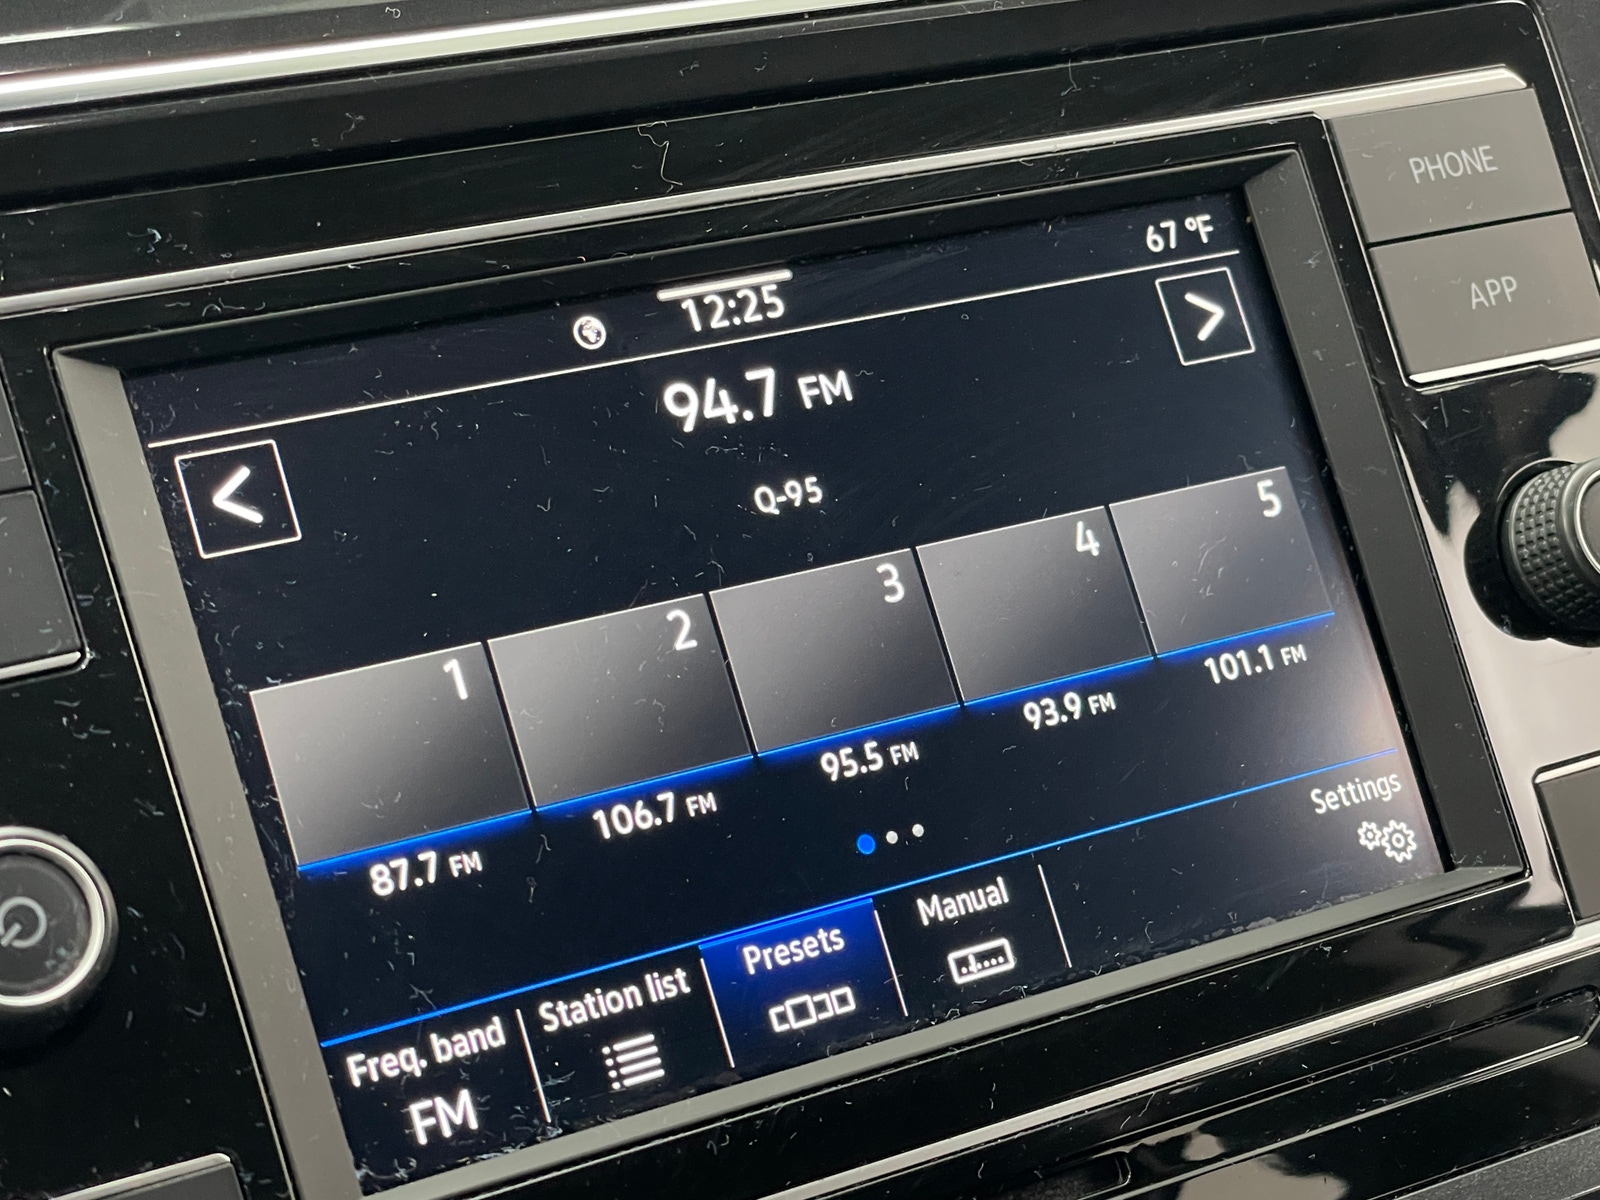 PHONE
APP
67 °F
12:25
94.7 FM
Q-95
1
2
3
4
5
87.7 FM
106.7 FM
95.5 FM
93.9 FM
101.1 FM
Settings
Freq. band
FM
Station list
Presets
Manual